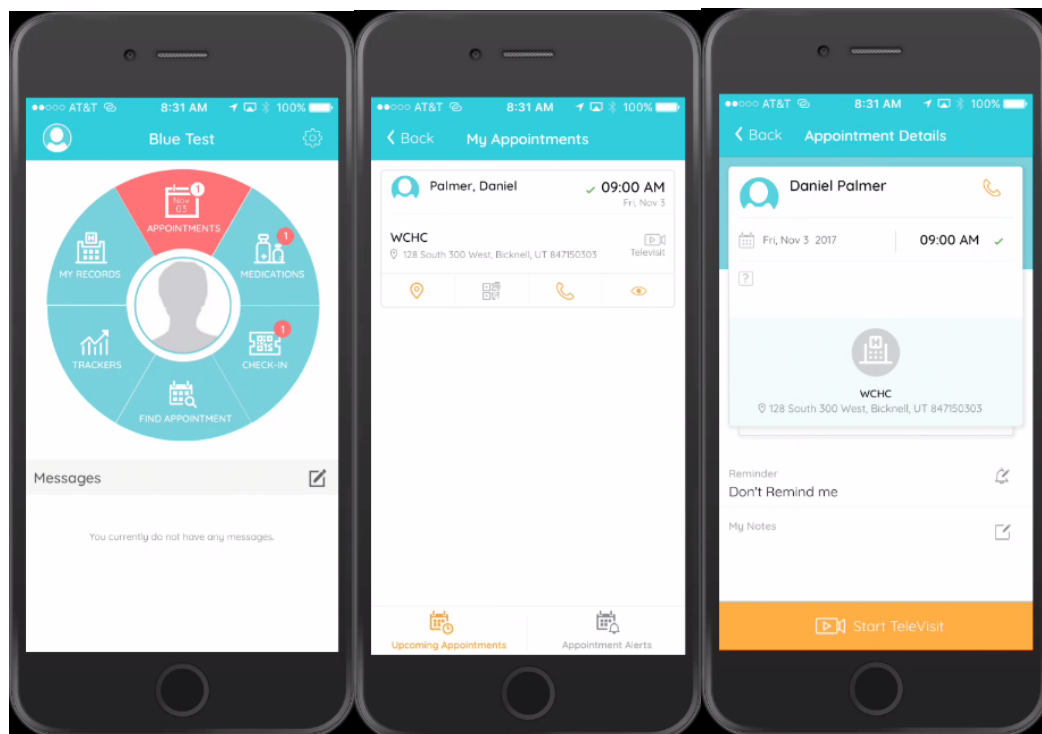 AT&T 8:31 AM 100%
Blue Test
1
Nov
03
APPOINTMENTS
MY RECORDS
1
MEDICATIONS
TRACKERS
1
CHECK-IN
FIND APPOINTMENT
Messages
You currently do not have any messages.
AT&T 8:31 AM 100%
Back My Appointments
Palmer, Daniel 09:00 AM
Fri, Nov 3
WCHC
128 South 300 West, Bicknell, UT 847150303 Televisit
Upcoming Appointments Appointment Alerts
AT&T 8:31 AM 100%
Back Appointment Details
Daniel Palmer
Fri, Nov 3 2017 09:00 AM
?
H
WCHC
128 South 300 West, Bicknell, UT 847150303
Reminder
Don't Remind me
My Notes
Start TeleVisit